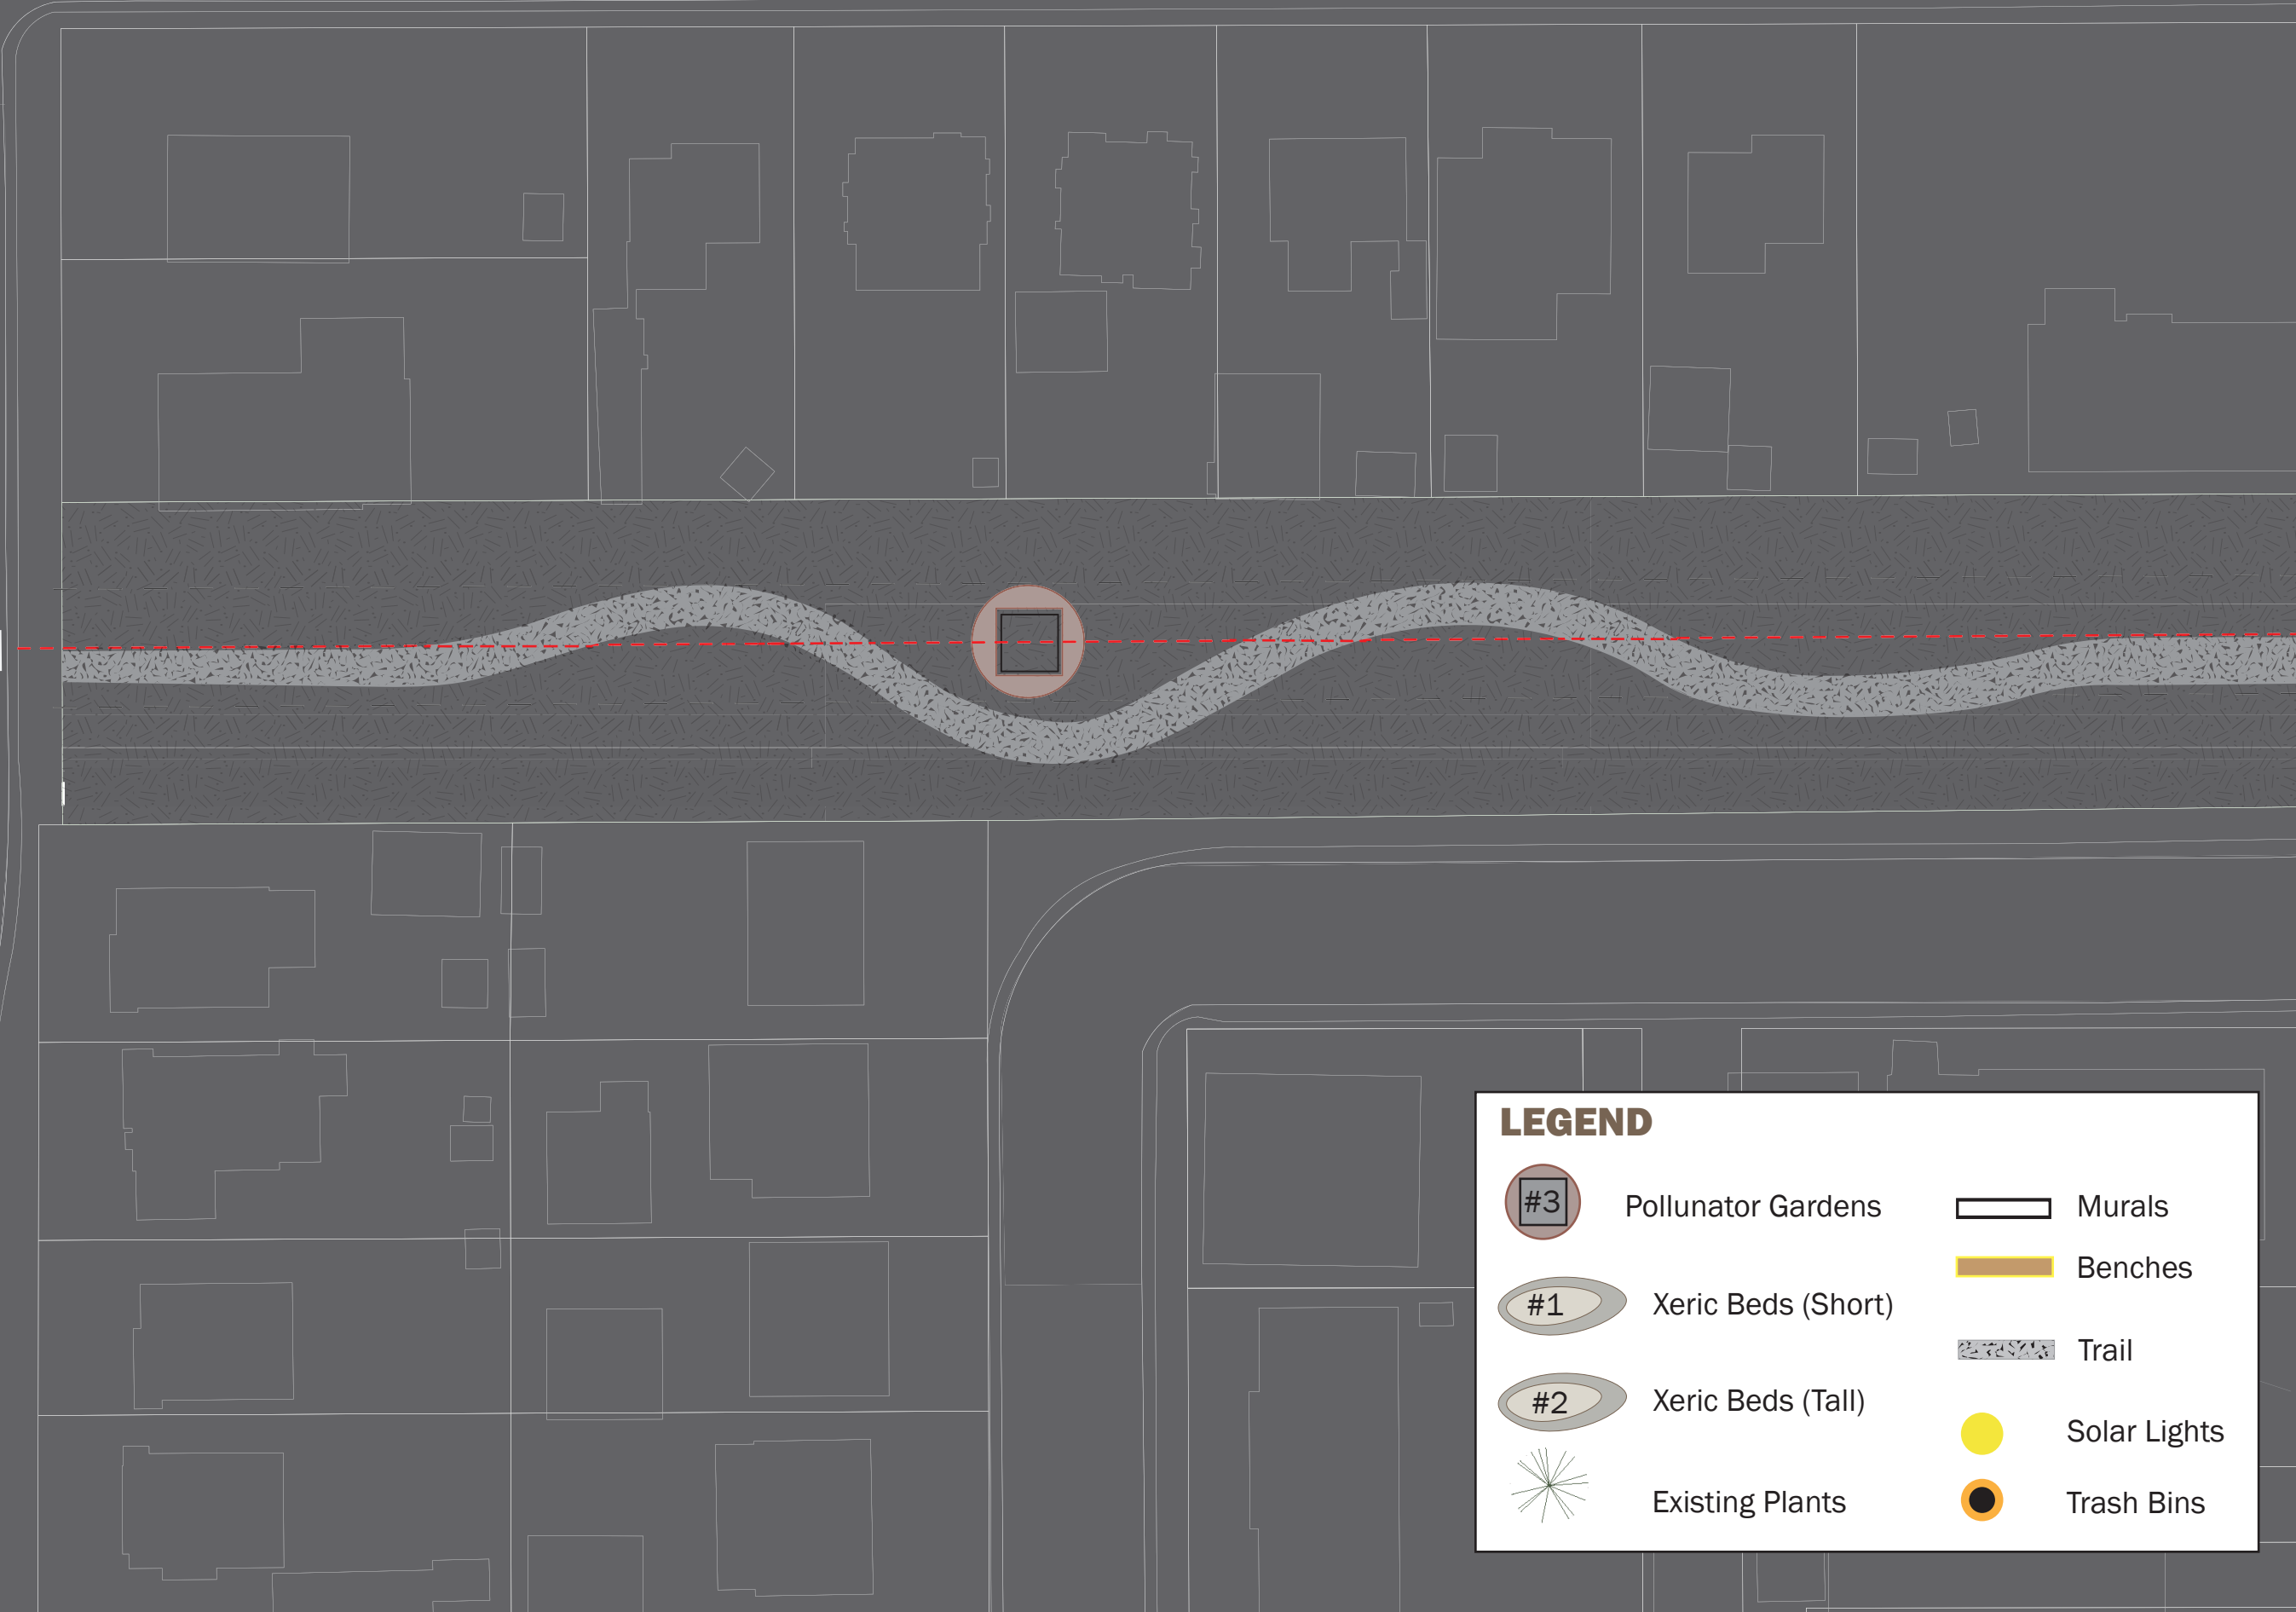 LEGEND
#3
Pollunator Gardens
#1
Xeric Beds (Short)
#2
Xeric Beds (Tall)
Existing Plants
Murals
Benches
Trail
Solar Lights
Trash Bins